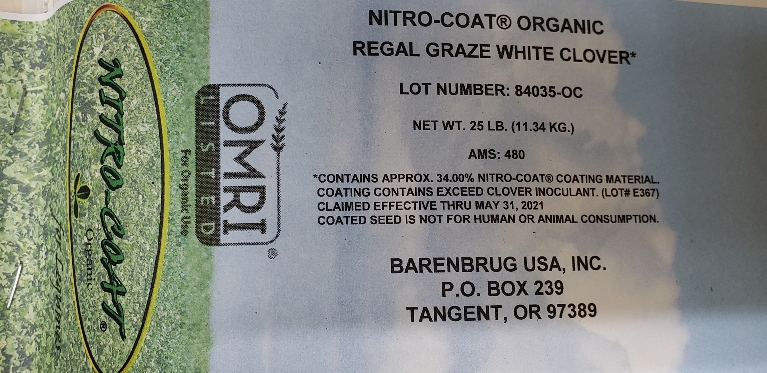 NITRO-COAT® ORGANIC
REGAL GRAZE WHITE CLOVER*
LOT NUMBER: 84035-OC
NET WT. 25 LB. (11.34 KG.)
AMS: 480
*CONTAINS APPROX. 34.00% NITRO-COAT® COATING MATERIAL.
COATING CONTAINS EXCEED CLOVER INOCULANT. (LOT# E367)
CLAIMED EFFECTIVE THRU MAY 31, 2021
COATED SEED IS NOT FOR HUMAN OR ANIMAL CONSUMPTION.
BARENBRUG USA, INC.
P.O. BOX 239
TANGENT, OR 97389
OMRI®
LISTED
For Organic Use
NITRO-COAT®
Organic
for Legumes